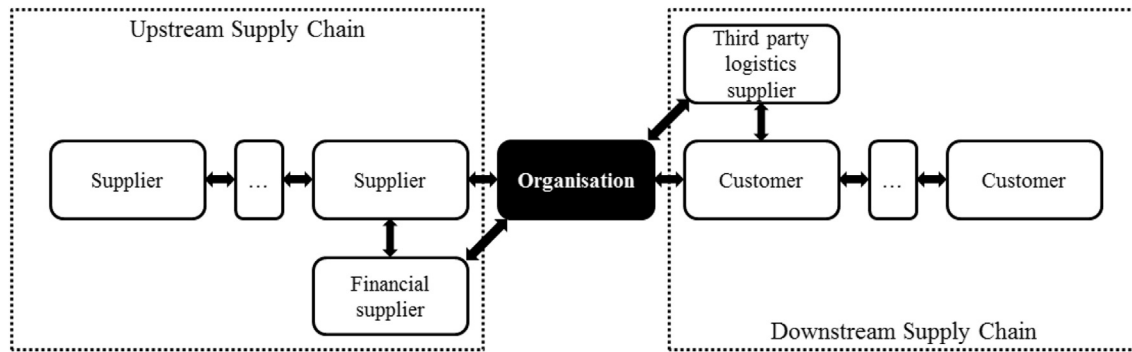 Upstream Supply Chain
Third party
logistics
supplier
Supplier
...
Supplier
Organisation
Customer
...
Customer
Financial
supplier
Downstream Supply Chain